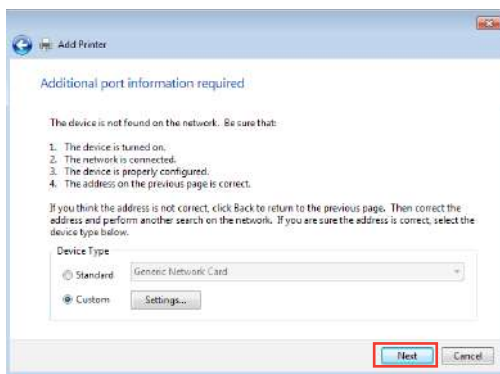 Add Printer
Additional port information required
The device is not found on the network. Be sure that:
1. The device is turned on.
2. The network is connected.
3. The device is properly configured.
4. The address on the previous page is correct.
If you think the address is not correct, click Back to return to the previous page. Then correct the
address and perform another search on the network. If you are sure the address is correct, select the
device type below.
Device Type
Standard Generic Network Card
Custom Settings...
Next Cancel